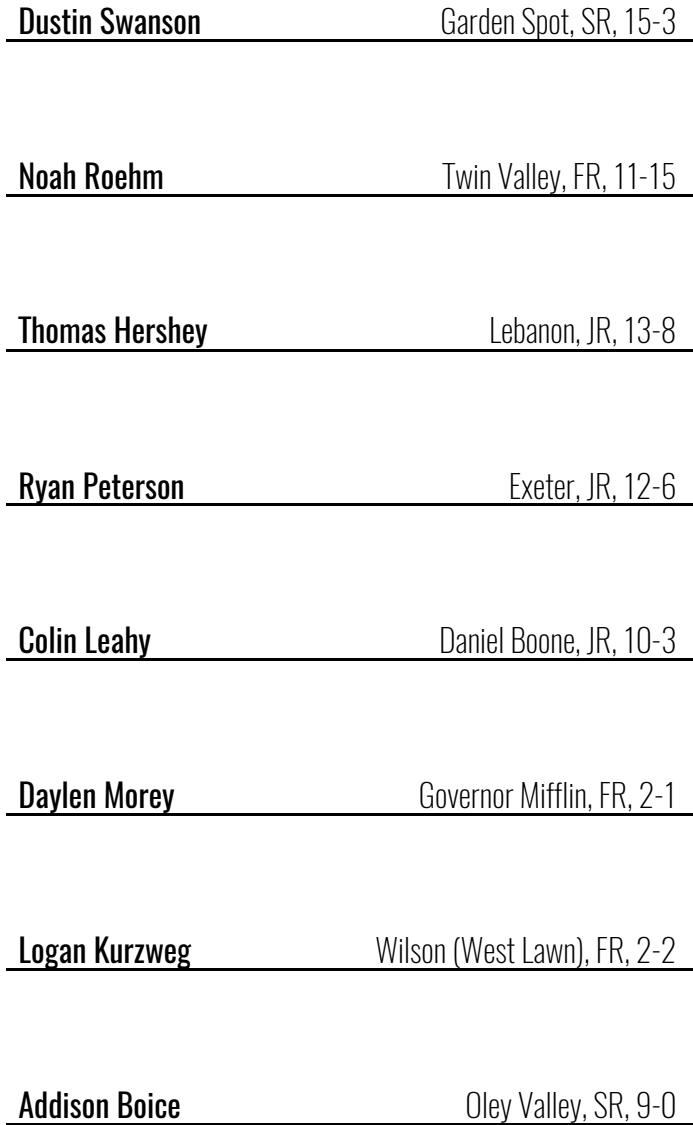 Dustin Swanson Garden Spot, SR, 15-3
Noah Roehm Twin Valley, FR, 11-15
Thomas Hershey Lebanon, JR, 13-8
Ryan Peterson Exeter, JR, 12-6
Colin Leahy Daniel Boone, JR, 10-3
Daylen Morey Governor Mifflin, FR, 2-1
Logan Kurzweg Wilson (West Lawn), FR, 2-2
Addison Boice Oley Valley, SR, 9-0